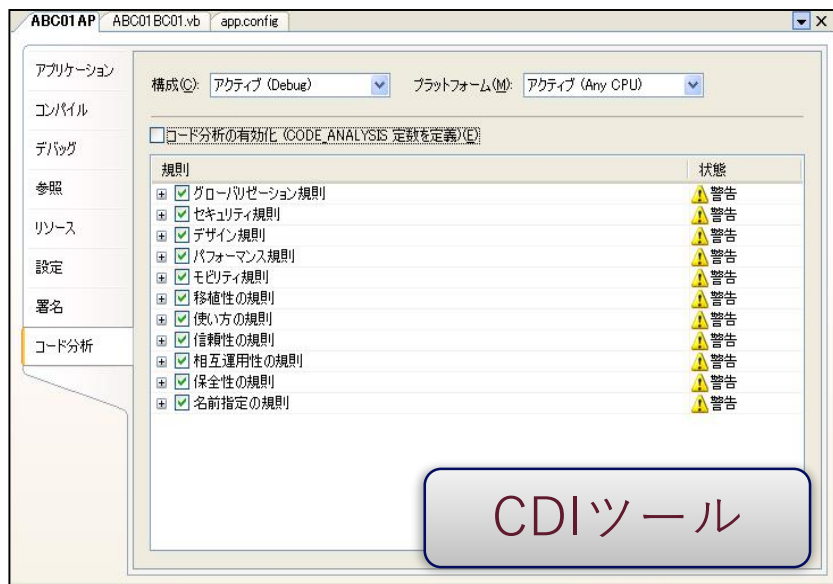 ABC01AP ABC01BC01.vb app.config
アプリケーション
コンパイル
デバッグ
参照
リソース
設定
署名
コード分析
構成(C): アクティブ (Debug) プラットフォーム(M): アクティブ (Any CPU)
コード分析の有効化 (CODE_ANALYSIS 定数を定義)(E)
規則 状態
グローバリゼーション規則 警告
セキュリティ規則 警告
デザイン規則 警告
パフォーマンス規則 警告
モビリティ規則 警告
移植性の規則 警告
使い方の規則 警告
信頼性の規則 警告
相互運用性の規則 警告
保全性の規則 警告
名前指定の規則 警告
CDIツール